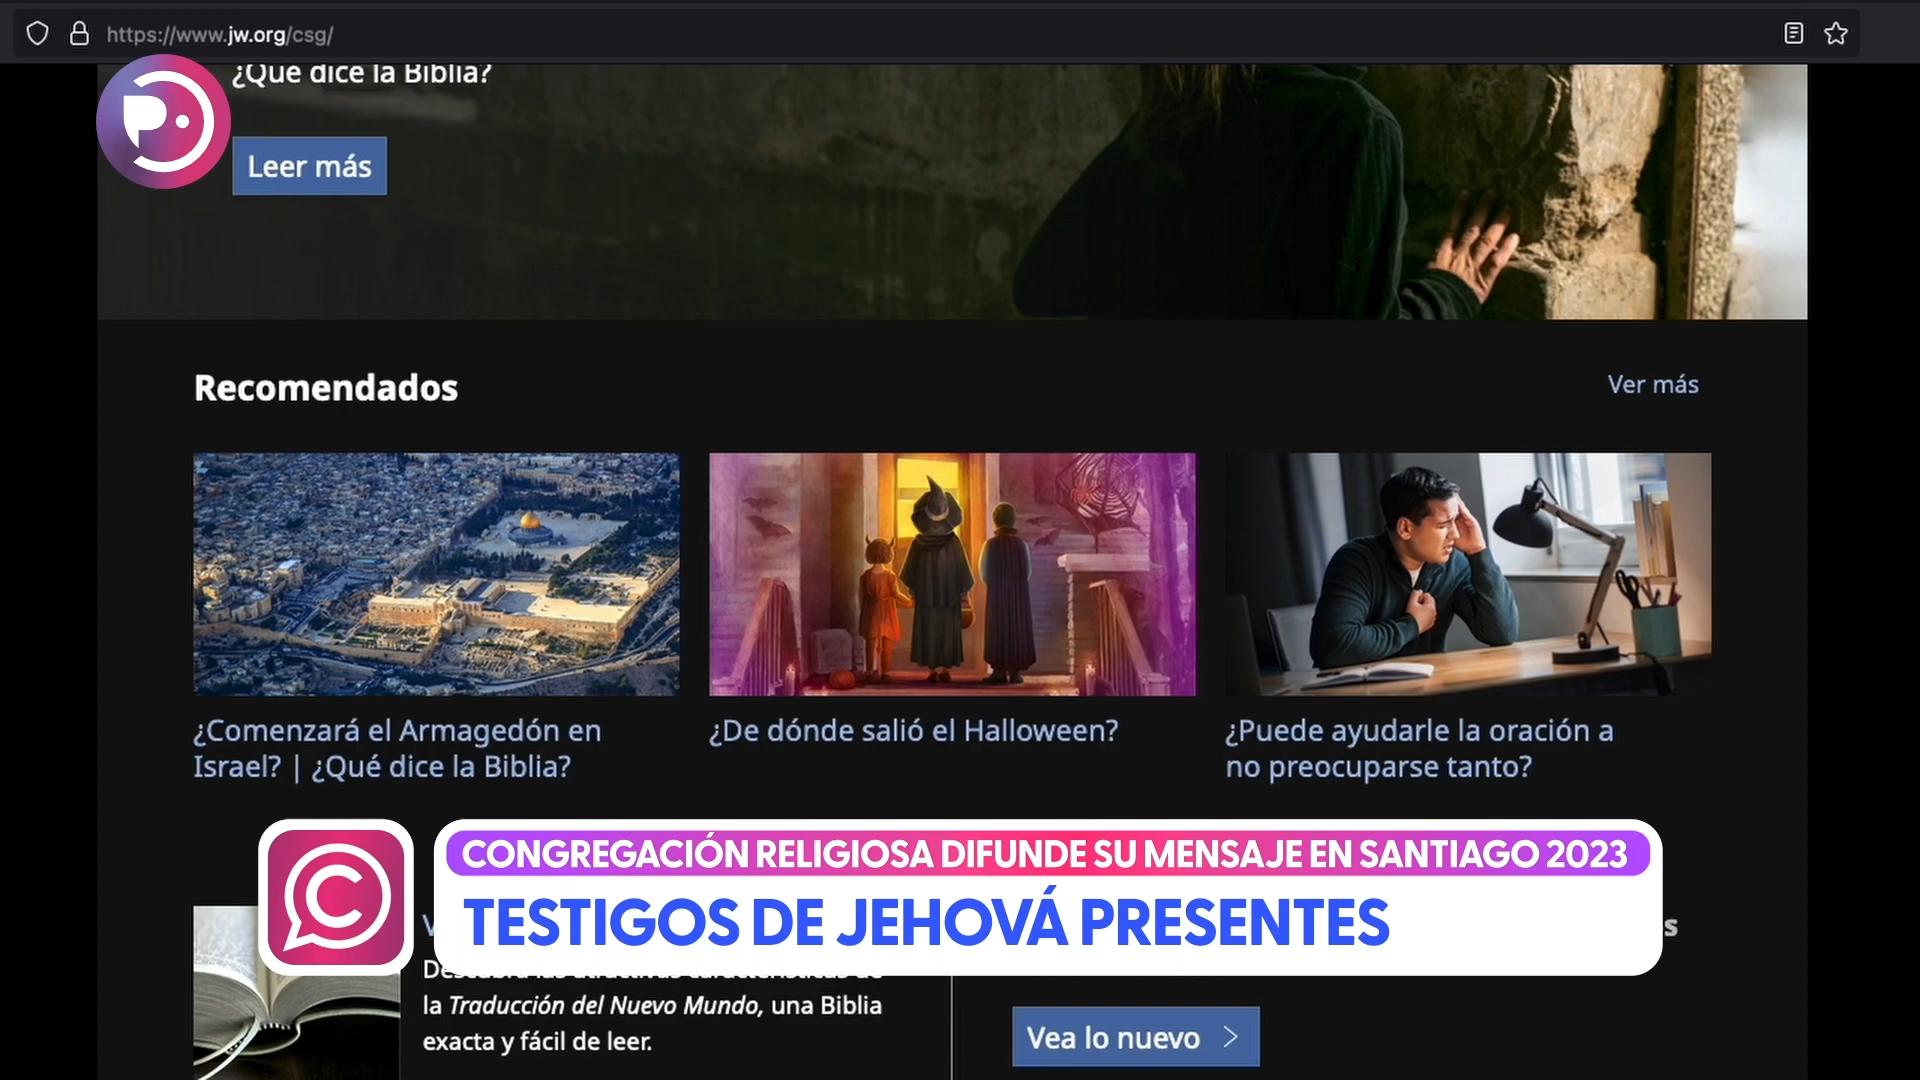 https://www.jw.org/csg/
¿Qué dice la Biblia?
Leer más
Recomendados
Ver más
¿Comenzará el Armagedón en
Israel? | ¿Qué dice la Biblia?
¿De dónde salió el Halloween?
¿Puede ayudarle la oración a
no preocuparse tanto?
CONGREGACIÓN RELIGIOSA DIFUNDE SU MENSAJE EN SANTIAGO 2023
TESTIGOS DE JEHOVÁ PRESENTES
la Traducción del Nuevo Mundo, una Biblia
exacta y fácil de leer.
Vea lo nuevo